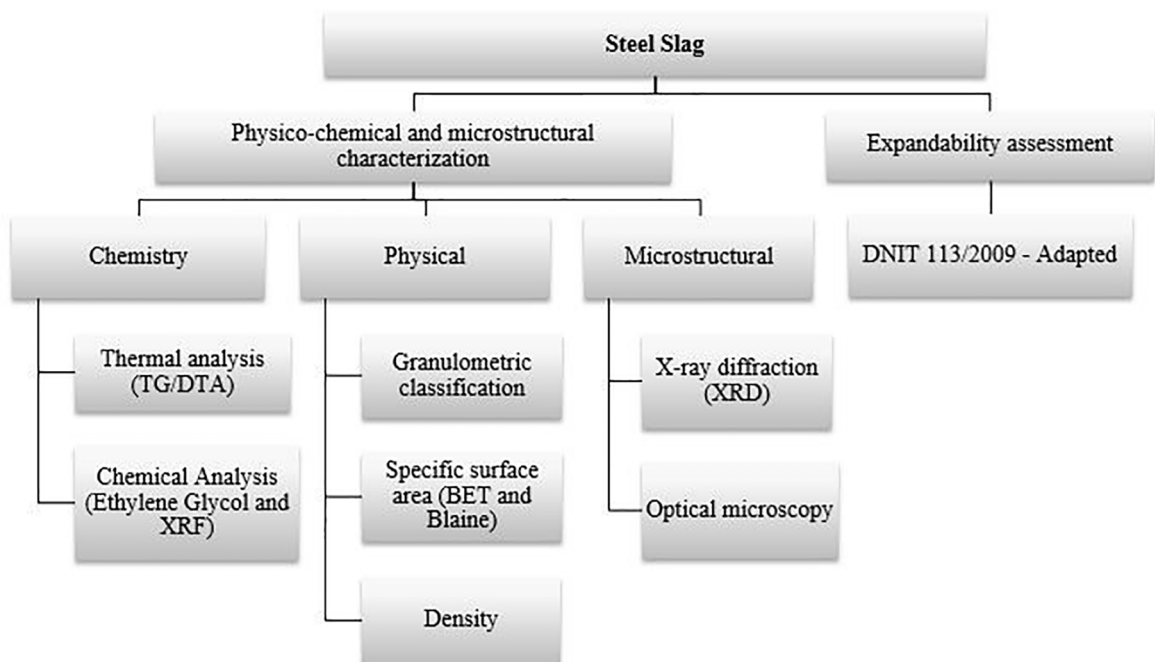 Steel Slag
Physico-chemical and microstructural
characterization
Expandability assessment
Chemistry
Physical
Microstructural
DNIT 113/2009 - Adapted
Thermal analysis
(TG/DTA)
Granulometric
classification
X-ray diffraction
(XRD)
Chemical Analysis
(Ethylene Glycol and
XRF)
Specific surface
area (BET and
Blaine)
Optical microscopy
Density